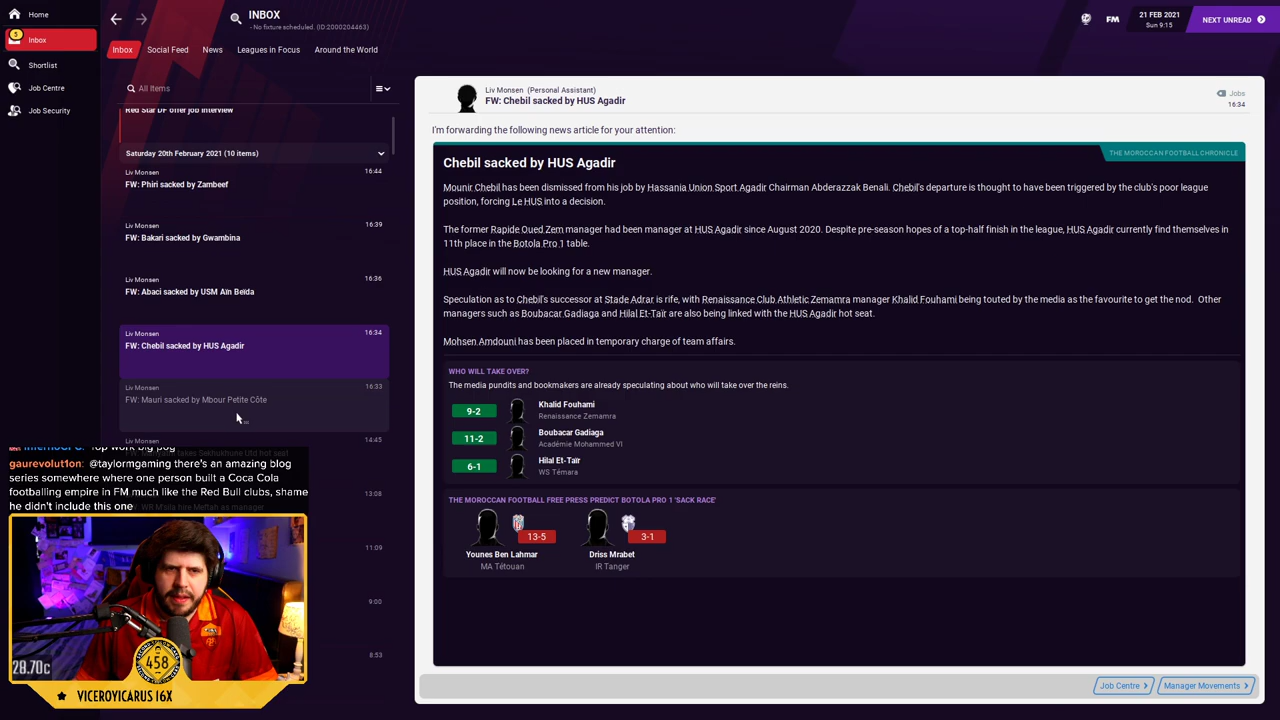 Home
Inbox
5
Shortlist
Job Centre
Job Security
INBOX
- No fixture scheduled. (ID:2000204463)
FM
21 FEB 2021
Sun 9:15
NEXT UNREAD
Inbox
Social Feed
News
Leagues in Focus
Around the World
All Items
Red Star DF offer job interview
Saturday 20th February 2021 (10 items)
Liv Monsen
16:44
FW: Phiri sacked by Zambeef
Liv Monsen
16:39
FW: Bakari sacked by Gwambina
Liv Monsen
16:36
FW: Abaci sacked by USM Aïn Beïda
Liv Monsen
16:34
FW: Chebil sacked by HUS Agadir
Liv Monsen
16:33
FW: Mauri sacked by Mbour Petite Côte
Liv Monsen
14:45
13:08
11:09
9:00
8:53
Liv Monsen (Personal Assistant)
FW: Chebil sacked by HUS Agadir
Jobs
16:34
I'm forwarding the following news article for your attention:
THE MOROCCAN FOOTBALL CHRONICLE
Chebil sacked by HUS Agadir
Mounir Chebil has been dismissed from his job by Hassania Union Sport Agadir Chairman Abderazzak Benali. Chebil's departure is thought to have been triggered by the club's poor league
position, forcing Le HUS into a decision.
The former Rapide Oued Zem manager had been manager at HUS Agadir since August 2020. Despite pre-season hopes of a top-half finish in the league, HUS Agadir currently find themselves in
11th place in the Botola Pro 1 table.
HUS Agadir will now be looking for a new manager.
Speculation as to Chebil's successor at Stade Adrar is rife, with Renaissance Club Athletic Zemamra manager Khalid Fouhami being touted by the media as the favourite to get the nod. Other
managers such as Boubacar Gadiaga and Hilal Et-Taïr are also being linked with the HUS Agadir hot seat.
Mohsen Amdouni has been placed in temporary charge of team affairs.
WHO WILL TAKE OVER?
The media pundits and bookmakers are already speculating about who will take over the reins.
9-2
Khalid Fouhami
Renaissance Zemamra
11-2
Boubacar Gadiaga
Académie Mohammed VI
6-1
Hilal Et-Taïr
WS Témara
THE MOROCCAN FOOTBALL FREE PRESS PREDICT BOTOLA PRO 1 'SACK RACE'
13-5
Younes Ben Lahmar
MA Tétouan
3-1
Driss Mrabet
IR Tanger
Job Centre
Manager Movements
Top work big pog
gaurevolut1on: @taylormgaming there's an amazing blog
series somewhere where one person built a Coca Cola
footballing empire in FM much like the Red Bull clubs, shame
he didn't include this one
28.70c
458
VICEROYICARUS 16X